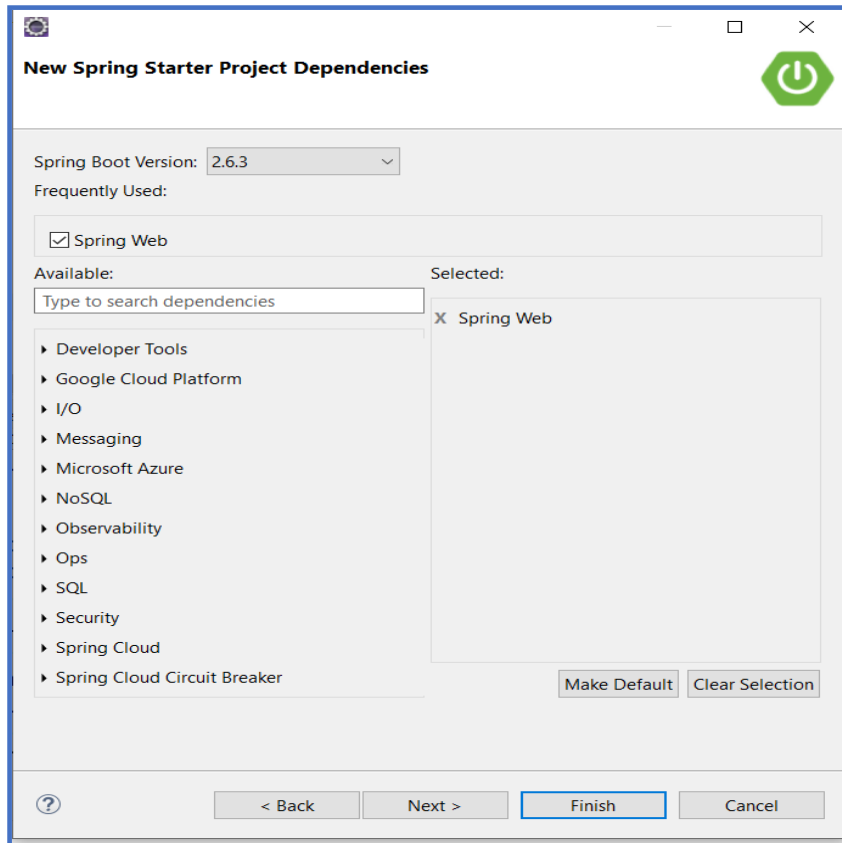 New Spring Starter Project Dependencies
Spring Boot Version: 2.6.3
Frequently Used:
Spring Web
Available:
Selected:
Type to search dependencies
X Spring Web
Developer Tools
Google Cloud Platform
I/O
Messaging
Microsoft Azure
NoSQL
Observability
Ops
SQL
Security
Spring Cloud
Spring Cloud Circuit Breaker
Make Default Clear Selection
? < Back Next > Finish Cancel